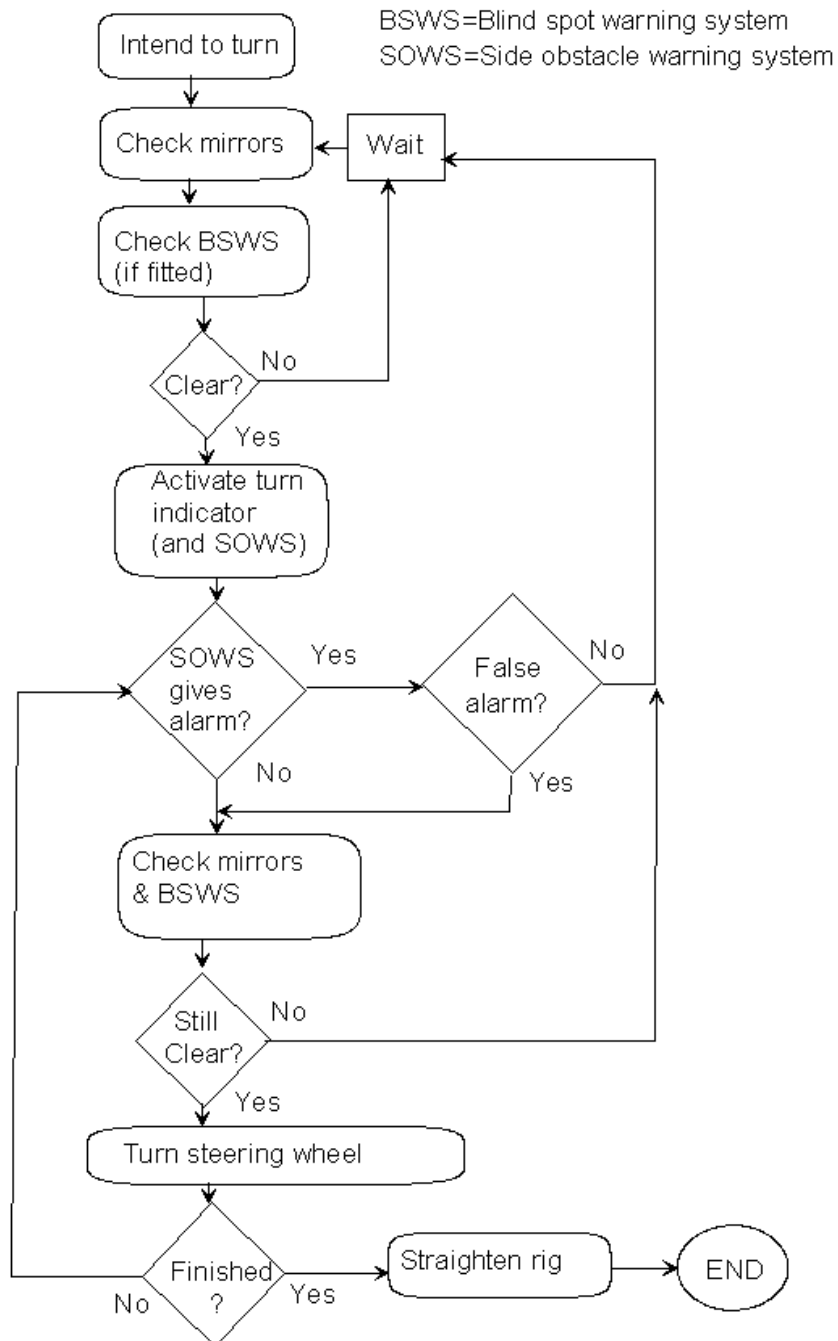 BSWS=Blind spot warning system
SOWS=Side obstacle warning system
Intend to turn
Check mirrors
Wait
Check BSWS
(if fitted)
No
Clear?
Yes
Activate turn
indicator
(and SOWS)
SOWS
gives
alarm?
Yes
False
alarm?
No
No
Yes
Check mirrors
& BSWS
Still
Clear?
No
Yes
Turn steering wheel
Finished
?
No
Yes
Straighten rig
END